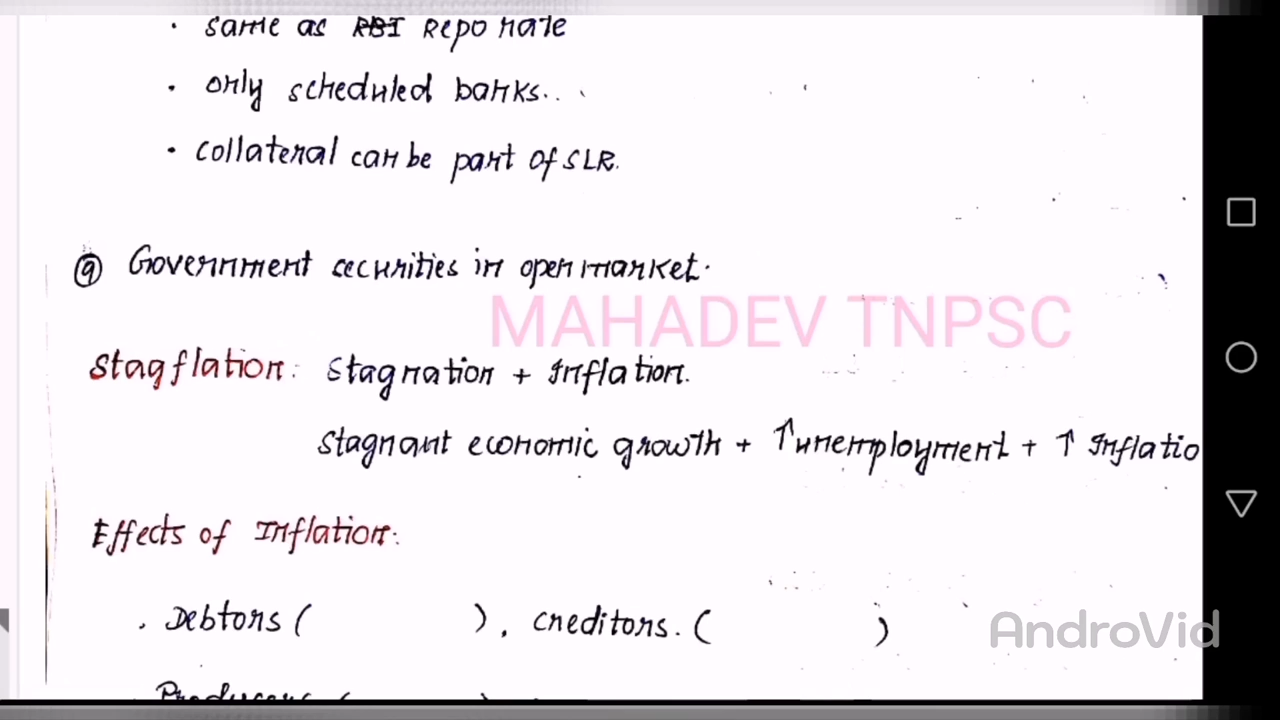 · same as RBI Repo rate
· only scheduled banks..
· collateral can be part of SLR.
⑨ Government securities in open market.
MAHADEV TNPSC
Stagflation: Stagnation + Inflation.
Stagnant economic growth + ↑unemployment + ↑ Inflatio
Effects of Inflation:
. Debtors ( ), creditors. ( )
AndroVid
Producers (